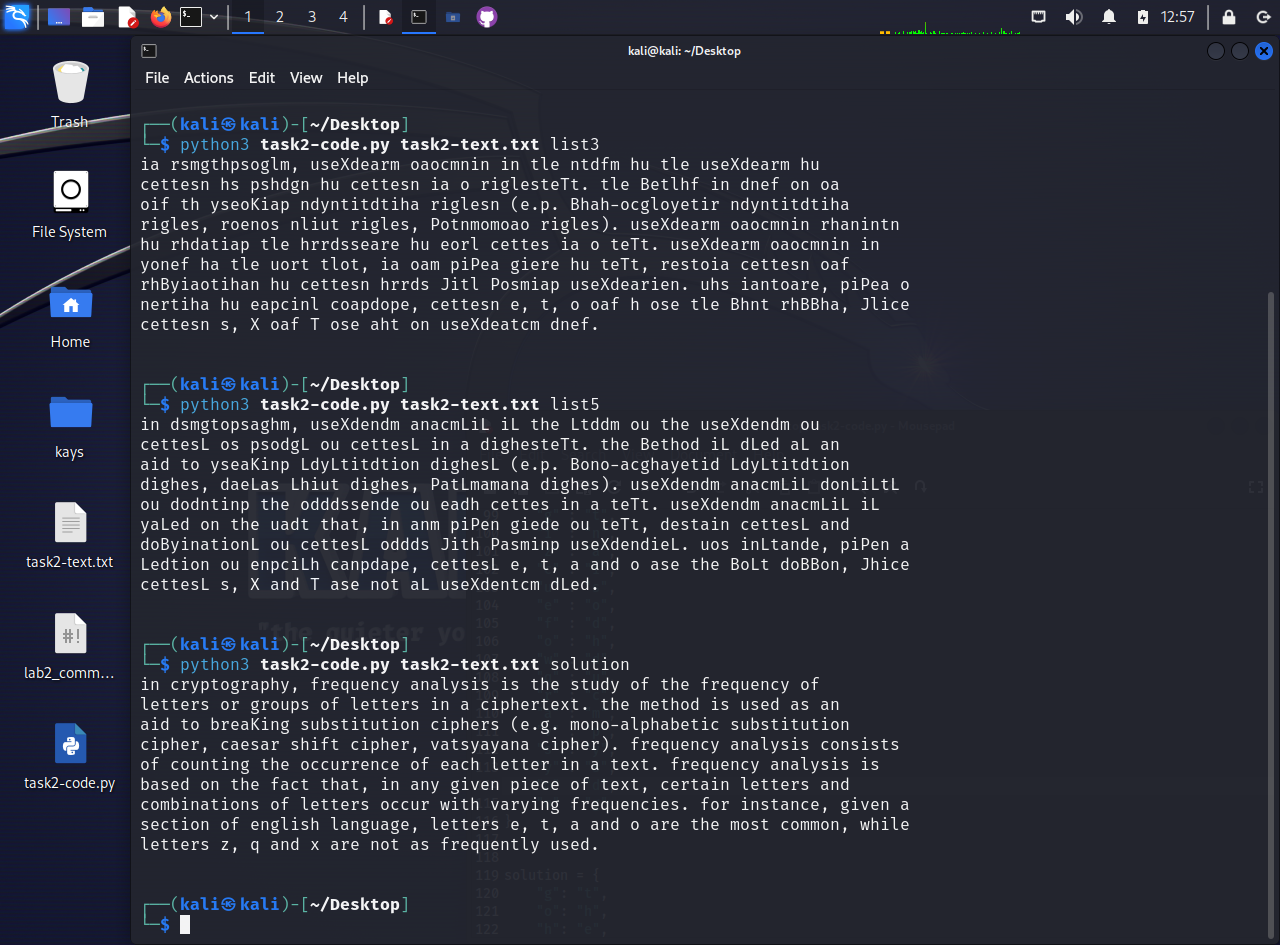 1 2 3 4 12:57
kali@kali: ~/Desktop
File Actions Edit View Help
Trash
File System
Home
kays
task2-text.txt
lab2_comm…
task2-code.py
┌──(kali㉿kali)-[~/Desktop]
└─$ python3 task2-code.py task2-text.txt list3
ia rsmgthpsoglm, useXdearm oaocmnin in tle ntdfm hu tle useXdearm hu
cettesn hs pshdgn hu cettesn ia o riglesteTt. tle Betlhf in dnef on oa
oif th yseoKiap ndyntitdtiha riglesn (e.p. Bhah-ocgloyetir ndyntitdtiha
rigles, roenos nliut rigles, Potnmomoao rigles). useXdearm oaocmnin rhanintn
hu rhdatiap tle hrrdsseare hu eorl cettes ia o teTt. useXdearm oaocmnin in
yonef ha tle uort tlot, ia oam piPea giere hu teTt, restoia cettesn oaf
rhByiaotihan hu cettesn hrrds Jitl Posmiap useXdearien. uhs iantoare, piPea o
nertiha hu eapcinl coapdope, cettesn e, t, o oaf h ose tle Bhnt rhBBha, Jlice
cettesn s, X oaf T ose aht on useXdeatcm dnef.
┌──(kali㉿kali)-[~/Desktop]
└─$ python3 task2-code.py task2-text.txt list5
in dsmgtopsaghm, useXdendm anacmLiL iL the Ltddm ou the useXdendm ou
cettesL os psodgL ou cettesL in a dighesteTt. the Bethod iL dLed aL an
aid to yseaKinp LdyLtitdtion dighesL (e.p. Bono-acghayetid LdyLtitdtion
dighes, daeLas Lhiut dighes, PatLmamana dighes). useXdendm anacmLiL donLiLtL
ou dodntinp the odddssende ou eadh cettes in a teTt. useXdendm anacmLiL iL
yaLed on the uadt that, in anm piPen giede ou teTt, destain cettesL and
doByinationL ou cettesL oddds Jith Pasminp useXdendieL. uos inLtande, piPen a
Ledtion ou enpciLh canpdape, cettesL e, t, a and o ase the BoLt doBBon, Jhice
cettesL s, X and T ase not aL useXdentcm dLed.
┌──(kali㉿kali)-[~/Desktop]
└─$ python3 task2-code.py task2-text.txt solution
in cryptography, frequency analysis is the study of the frequency of
letters or groups of letters in a ciphertext. the method is used as an
aid to breaKing substitution ciphers (e.g. mono-alphabetic substitution
cipher, caesar shift cipher, vatsyayana cipher). frequency analysis consists
of counting the occurrence of each letter in a text. frequency analysis is
based on the fact that, in any given piece of text, certain letters and
combinations of letters occur with varying frequencies. for instance, given a
section of english language, letters e, t, a and o are the most common, while
letters z, q and x are not as frequently used.
┌──(kali㉿kali)-[~/Desktop]
└─$